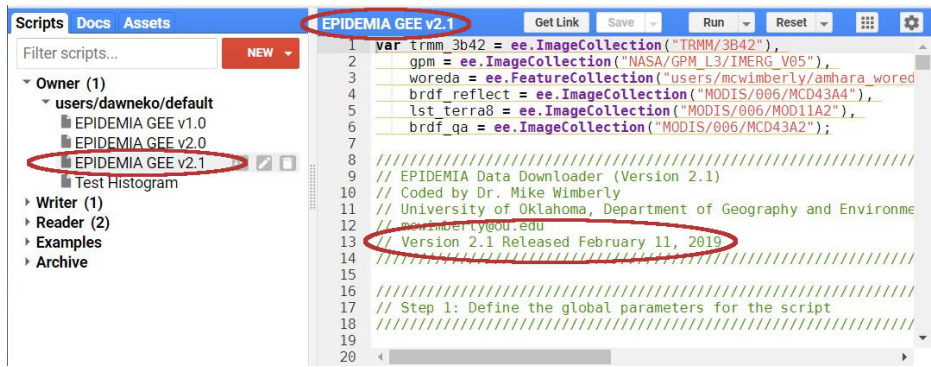 Scripts Docs Assets
EPIDEMIA GEE v2.1
Get Link Save Run Reset
Filter scripts... NEW
Owner (1)
users/dawneko/default
EPIDEMIA GEE v1.0
EPIDEMIA GEE v2.0
EPIDEMIA GEE v2.1
Test Histogram
Writer (1)
Reader (2)
Examples
Archive
1 var trmm_3b42 = ee.ImageCollection("TRMM/3B42"),
2 gpm = ee.ImageCollection("NASA/GPM_L3/IMERG_V05"),
3 woreda = ee.FeatureCollection("users/mcwimberly/amhara_wored
4 brdf_reflect = ee.ImageCollection("MODIS/006/MCD43A4"),
5 lst_terra8 = ee.ImageCollection("MODIS/006/MOD11A2"),
6 brdf_qa = ee.ImageCollection("MODIS/006/MCD43A2");
7
8 /////////////////////////////////////////////////////////////////
9 // EPIDEMIA Data Downloader (Version 2.1)
10 // Coded by Dr. Mike Wimberly
11 // University of Oklahoma, Department of Geography and Environme
12 // mcwimberly@ou.edu
13 // Version 2.1 Released February 11, 2019
14 /////////////////////////////////////////////////////////////////
15
16 /////////////////////////////////////////////////////////////////
17 // Step 1: Define the global parameters for the script
18 /////////////////////////////////////////////////////////////////
19
20